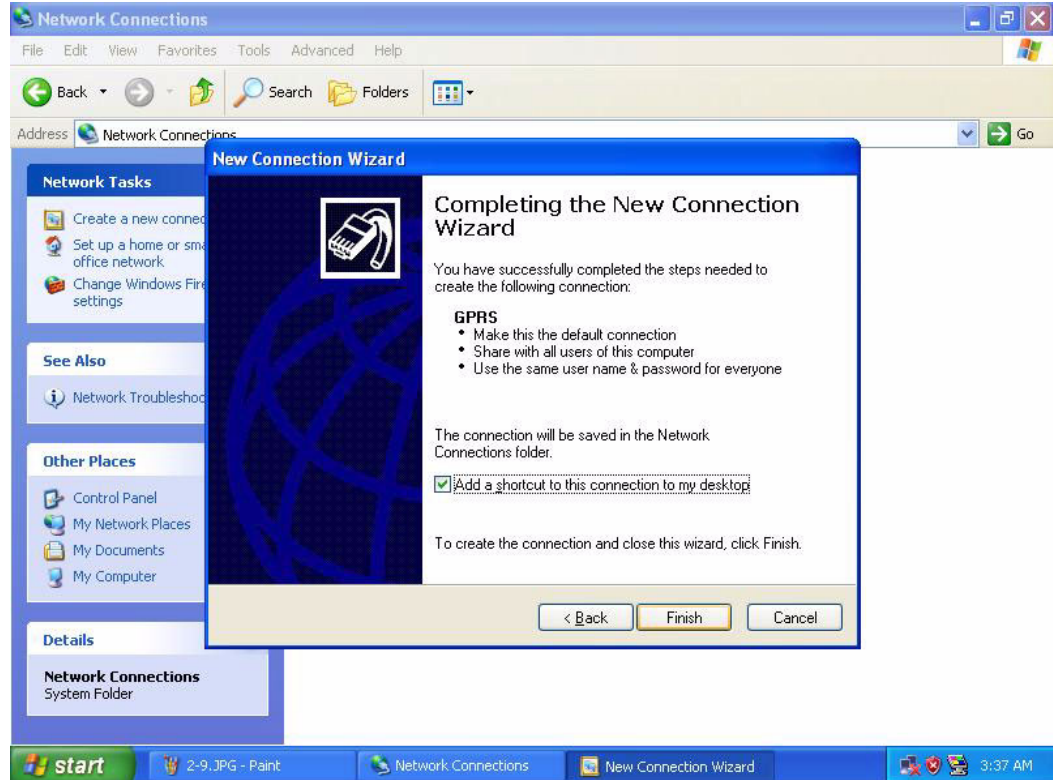 Network Connections
File Edit View Favorites Tools Advanced Help
Back Search Folders
Address Network Connections Go
New Connection Wizard
Network Tasks
Create a new connec
Set up a home or sma
office network
Change Windows Fire
settings
See Also
Network Troubleshoo
Other Places
Control Panel
My Network Places
My Documents
My Computer
Details
Network Connections
System Folder
Completing the New Connection
Wizard
You have successfully completed the steps needed to
create the following connection:
GPRS
• Make this the default connection
• Share with all users of this computer
• Use the same user name & password for everyone
The connection will be saved in the Network
Connections folder.
Add a shortcut to this connection to my desktop
To create the connection and close this wizard, click Finish.
< Back Finish Cancel
start 2-9.JPG - Paint Network Connections New Connection Wizard 3:37 AM